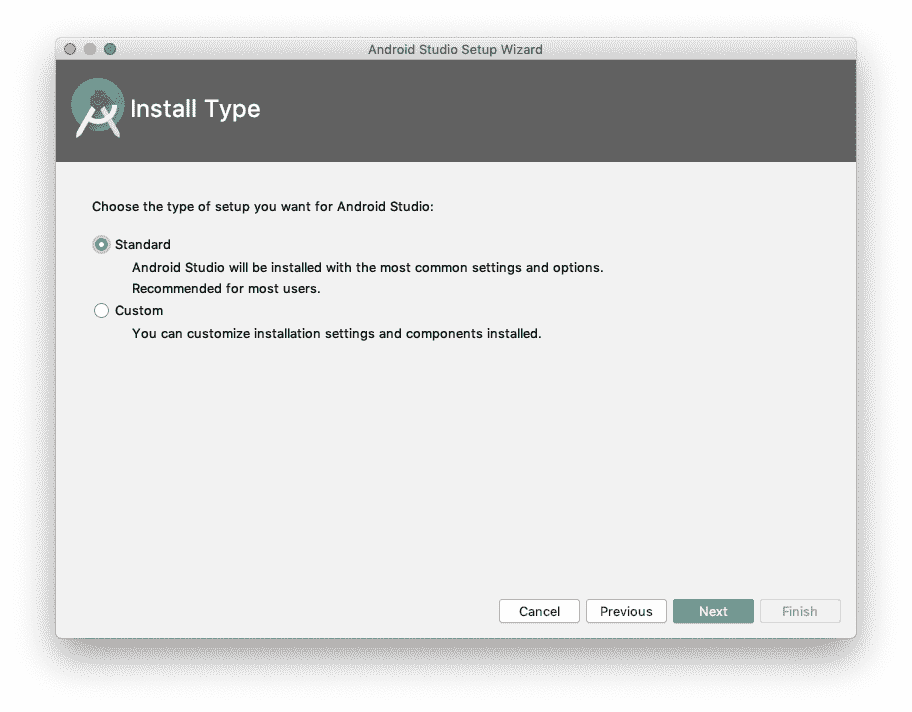 Android Studio Setup Wizard
Install Type
Choose the type of setup you want for Android Studio:
Standard
Android Studio will be installed with the most common settings and options.
Recommended for most users.
Custom
You can customize installation settings and components installed.
Cancel
Previous
Next
Finish